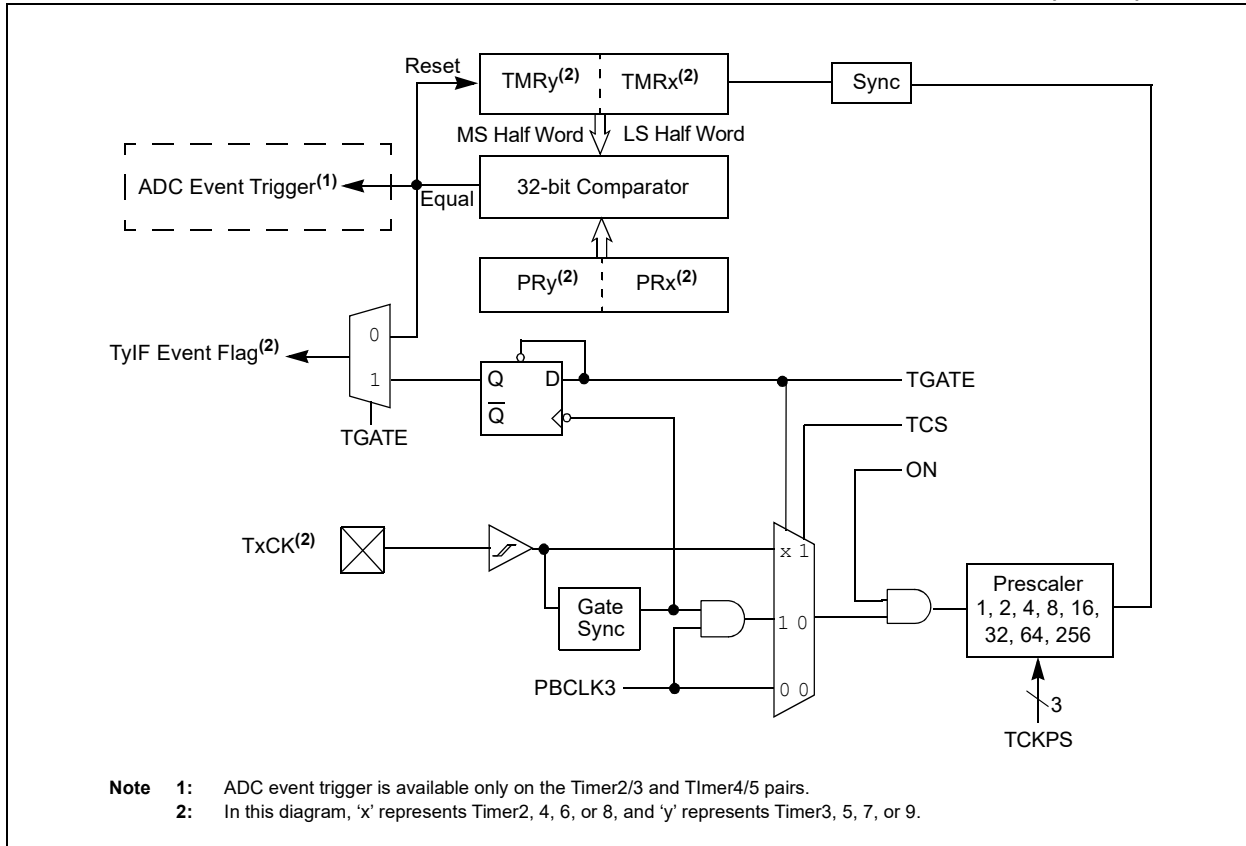 Reset
TMRy(2) TMRx(2)
Sync
MS Half Word LS Half Word
ADC Event Trigger(1)
Equal
32-bit Comparator
PRy(2) PRx(2)
0
TyIF Event Flag(2)
1
Q D
Q
TGATE
TGATE
TCS
ON
TxCK(2)
x 1
Gate
Sync
1 0
Prescaler
1, 2, 4, 8, 16,
32, 64, 256
PBCLK3
0 0
3
TCKPS
Note 1: ADC event trigger is available only on the Timer2/3 and TImer4/5 pairs.
2: In this diagram, ‘x’ represents Timer2, 4, 6, or 8, and ‘y’ represents Timer3, 5, 7, or 9.